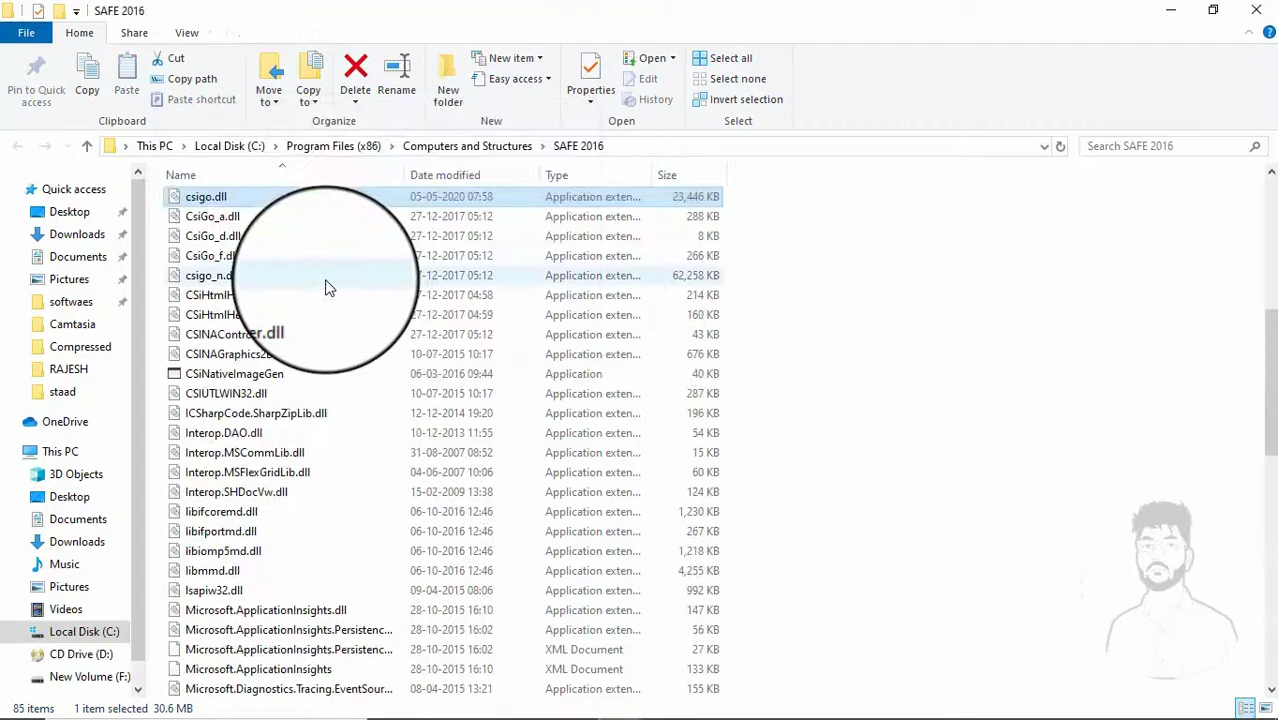 SAFE 2016
File
Home
Share
View
Pin to Quick access
Copy
Paste
Cut
Copy path
Paste shortcut
Clipboard
Move to
Copy to
Delete
Rename
Organize
New folder
New item
Easy access
New
Properties
Open
Edit
History
Open
Select all
Select none
Invert selection
Select
This PC > Local Disk (C:) > Program Files (x86) > Computers and Structures > SAFE 2016
Search SAFE 2016
Name Date modified Type Size
Quick access
Desktop
Downloads
Documents
Pictures
softwaes
Camtasia
Compressed
RAJESH
staad
OneDrive
This PC
3D Objects
Desktop
Documents
Downloads
Music
Pictures
Videos
Local Disk (C:)
CD Drive (D:)
New Volume (F:)
csigo.dll 05-05-2020 07:58 Application exten... 23,446 KB
CsiGo_a.dll 27-12-2017 05:12 Application exten... 288 KB
CsiGo_d.dll 27-12-2017 05:12 Application exten... 8 KB
CsiGo_f.d 7-12-2017 05:12 Application exten... 266 KB
csigo_n.d 7-12-2017 05:12 Application exten... 62,258 KB
CSiHtmlH 7-12-2017 04:58 Application exten... 214 KB
CSiHtmlHe 7-12-2017 04:59 Application exten... 160 KB
CSINAContr er.dll 27-12-2017 05:12 Application exten... 43 KB
CSINAGraphics2 10-07-2015 10:17 Application exten... 676 KB
CSiNativeImageGen 06-03-2016 09:44 Application 40 KB
CSIUTLWIN32.dll 10-07-2015 10:17 Application exten... 287 KB
ICSharpCode.SharpZipLib.dll 12-12-2014 19:20 Application exten... 196 KB
Interop.DAO.dll 10-12-2013 11:55 Application exten... 54 KB
Interop.MSCommLib.dll 31-08-2007 08:52 Application exten... 15 KB
Interop.MSFlexGridLib.dll 04-06-2007 10:06 Application exten... 60 KB
Interop.SHDocVw.dll 15-02-2009 13:38 Application exten... 124 KB
libifcoremd.dll 06-10-2016 12:46 Application exten... 1,230 KB
libifportmd.dll 06-10-2016 12:46 Application exten... 267 KB
libiomp5md.dll 06-10-2016 12:46 Application exten... 1,218 KB
libmmd.dll 06-10-2016 12:46 Application exten... 4,255 KB
lsapiw32.dll 09-04-2015 08:06 Application exten... 992 KB
Microsoft.ApplicationInsights.dll 28-10-2015 16:10 Application exten... 147 KB
Microsoft.ApplicationInsights.Persistenc... 28-10-2015 16:02 Application exten... 56 KB
Microsoft.ApplicationInsights.Persistenc... 28-10-2015 16:02 XML Document 27 KB
Microsoft.ApplicationInsights 28-10-2015 16:10 XML Document 133 KB
Microsoft.Diagnostics.Tracing.EventSour... 08-04-2015 13:21 Application exten... 155 KB
85 items 1 item selected 30.6 MB